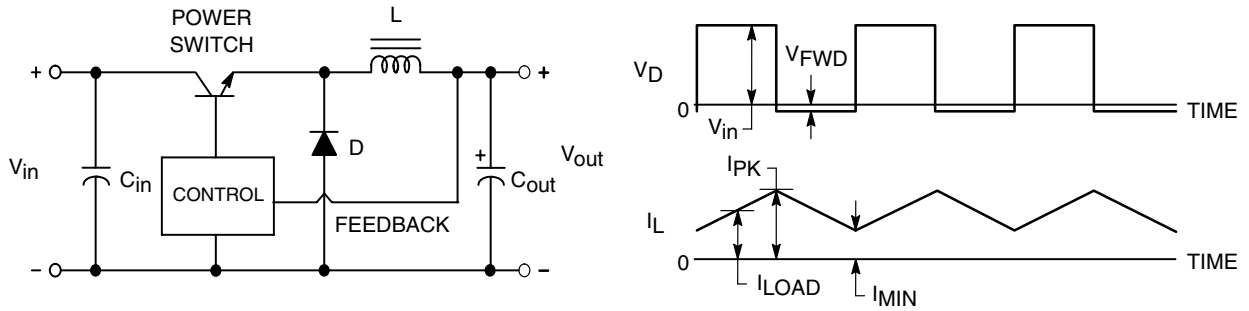 POWER
SWITCH
L
+
+
V_in
C_in
CONTROL
D
FEEDBACK
+
C_out
V_out
−
−
V_D
V_FWD
0
TIME
V_in
I_PK
I_L
0
TIME
I_LOAD
I_MIN